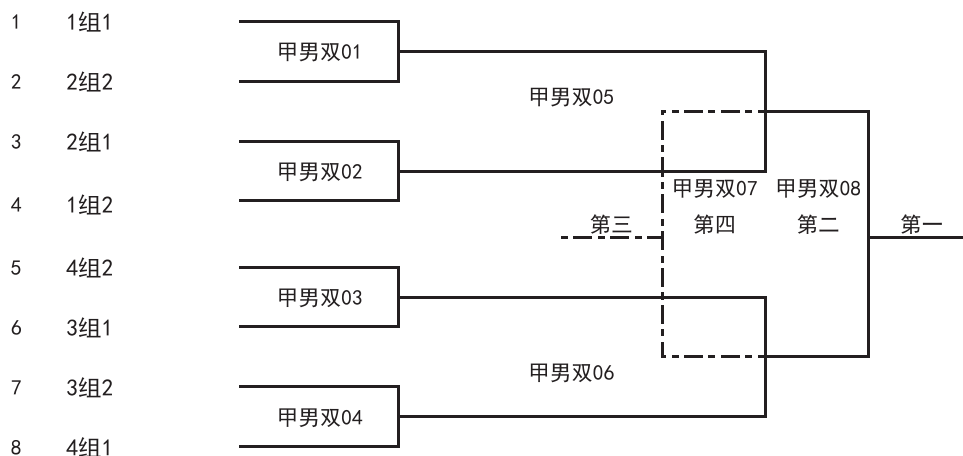 1 1组1
甲男双01
2 2组2
甲男双05
3 2组1
甲男双02
甲男双07 甲男双08
4 1组2
第三 第四 第二 第一
5 4组2
甲男双03
6 3组1
甲男双06
7 3组2
甲男双04
8 4组1